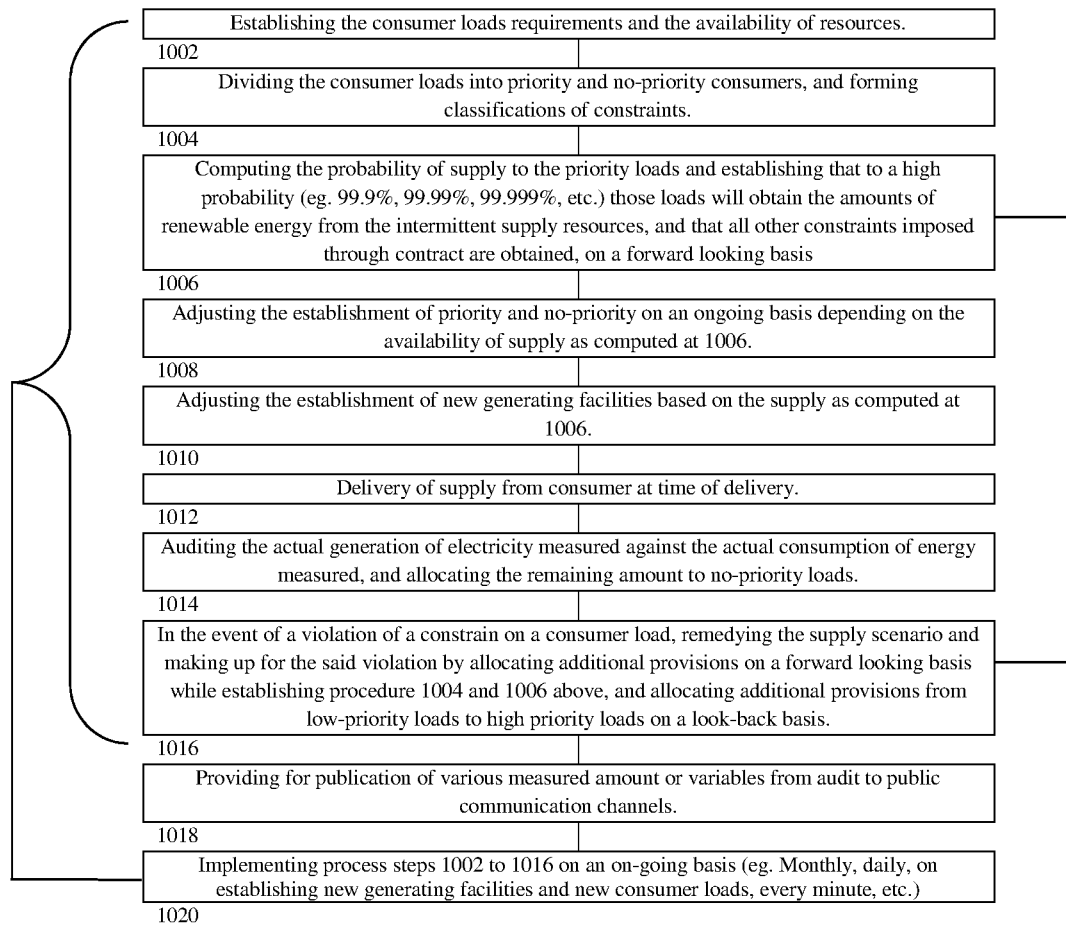 Establishing the consumer loads requirements and the availability of resources.
1002
Dividing the consumer loads into priority and no-priority consumers, and forming
classifications of constraints.
1004
Computing the probability of supply to the priority loads and establishing that to a high
probability (eg. 99.9%, 99.99%, 99.999%, etc.) those loads will obtain the amounts of
renewable energy from the intermittent supply resources, and that all other constraints imposed
through contract are obtained, on a forward looking basis
1006
Adjusting the establishment of priority and no-priority on an ongoing basis depending on the
availability of supply as computed at 1006.
1008
Adjusting the establishment of new generating facilities based on the supply as computed at
1006.
1010
Delivery of supply from consumer at time of delivery.
1012
Auditing the actual generation of electricity measured against the actual consumption of energy
measured, and allocating the remaining amount to no-priority loads.
1014
In the event of a violation of a constrain on a consumer load, remedying the supply scenario and
making up for the said violation by allocating additional provisions on a forward looking basis
while establishing procedure 1004 and 1006 above, and allocating additional provisions from
low-priority loads to high priority loads on a look-back basis.
1016
Providing for publication of various measured amount or variables from audit to public
communication channels.
1018
Implementing process steps 1002 to 1016 on an on-going basis (eg. Monthly, daily, on
establishing new generating facilities and new consumer loads, every minute, etc.)
1020